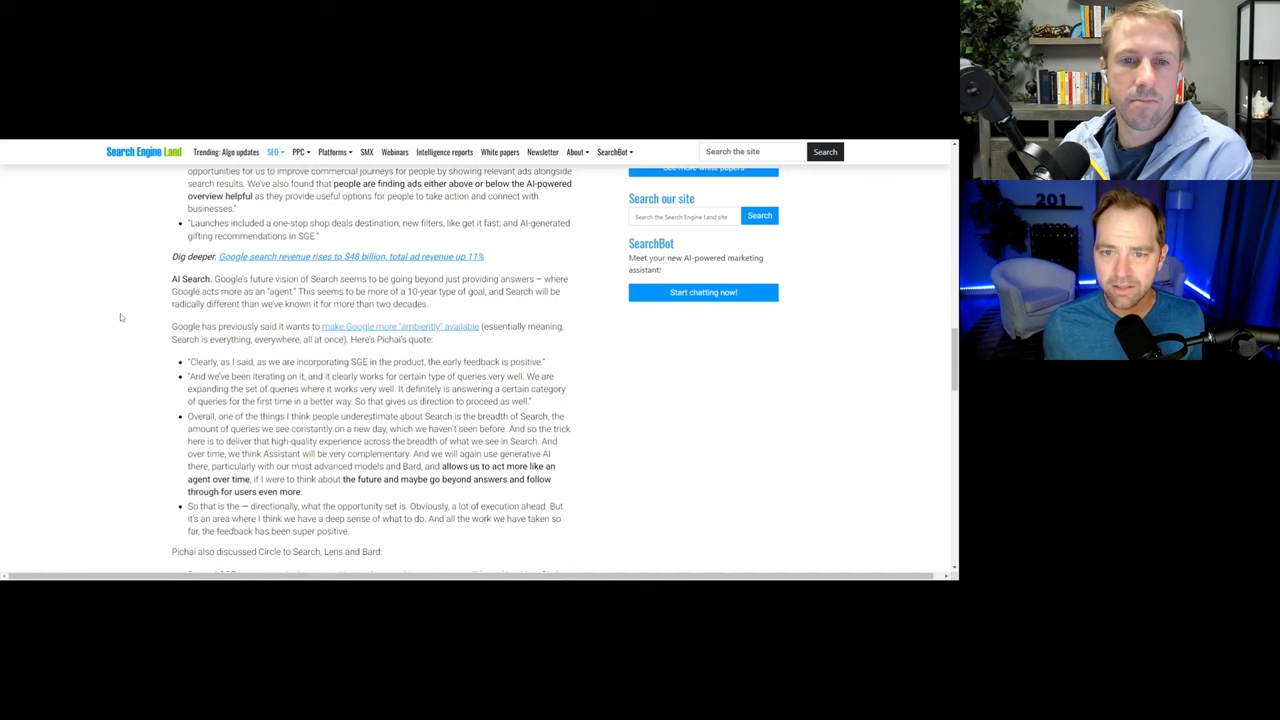 201
Search Engine Land Trending: Algo updates SEO PPC Platforms SMX Webinars Intelligence reports White papers Newsletter About SearchBot Search the site Search
opportunities for us to improve commercial journeys for people by showing relevant ads alongside
search results. We've also found that people are finding ads either above or below the AI-powered
overview helpful as they provide useful options for people to take action and connect with
businesses."
"Launches included a one-stop shop deals destination; new filters, like get it fast; and AI-generated
gifting recommendations in SGE."
Dig deeper. Google search revenue rises to $48 billion, total ad revenue up 11%
AI Search. Google's future vision of Search seems to be going beyond just providing answers – where
Google acts more as an "agent." This seems to be more of a 10-year type of goal, and Search will be
radically different than we've known it for more than two decades.
Google has previously said it wants to make Google more "ambiently" available (essentially meaning,
Search is everything, everywhere, all at once). Here's Pichai's quote:
"Clearly, as I said, as we are incorporating SGE in the product, the early feedback is positive."
"And we've been iterating on it, and it clearly works for certain type of queries very well. We are
expanding the set of queries where it works very well. It definitely is answering a certain category
of queries for the first time in a better way. So that gives us direction to proceed as well."
Overall, one of the things I think people underestimate about Search is the breadth of Search, the
amount of queries we see constantly on a new day, which we haven't seen before. And so the trick
here is to deliver that high-quality experience across the breadth of what we see in Search. And
over time, we think Assistant will be very complementary. And we will again use generative AI
there, particularly with our most advanced models and Bard, and allows us to act more like an
agent over time, if I were to think about the future and maybe go beyond answers and follow
through for users even more.
So that is the — directionally, what the opportunity set is. Obviously, a lot of execution ahead. But
it's an area where I think we have a deep sense of what to do. And all the work we have taken so
far, the feedback has been super positive.
Pichai also discussed Circle to Search, Lens and Bard:
See more white papers
Search our site
Search the Search Engine Land site Search
SearchBot
Meet your new AI-powered marketing
assistant!
Start chatting now!